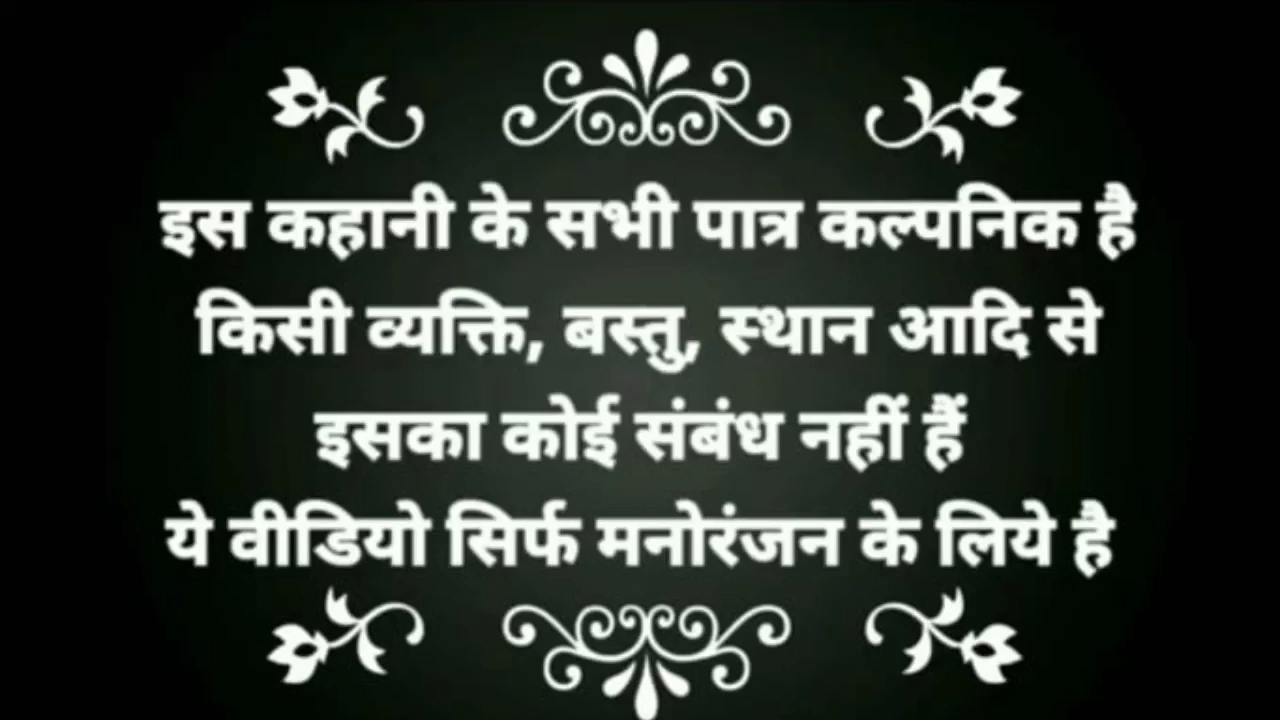 इस कहानी के सभी पात्र कल्पनिक है
किसी व्यक्ति, बस्तु, स्थान आदि से
इसका कोई संबंध नहीं हैं
ये वीडियो सिर्फ मनोरंजन के लिये है